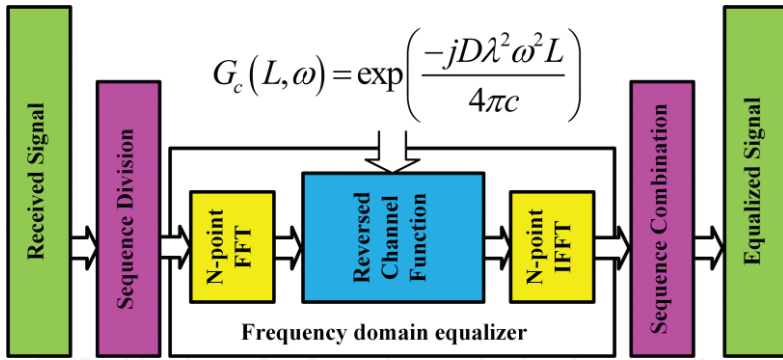 G_c(L,ω)=exp(−jDλ²ω²L / 4πc)
Received Signal
Sequence Division
N-point
FFT
Reversed
Channel
Function
N-point
IFFT
Sequence Combination
Equalized Signal
Frequency domain equalizer